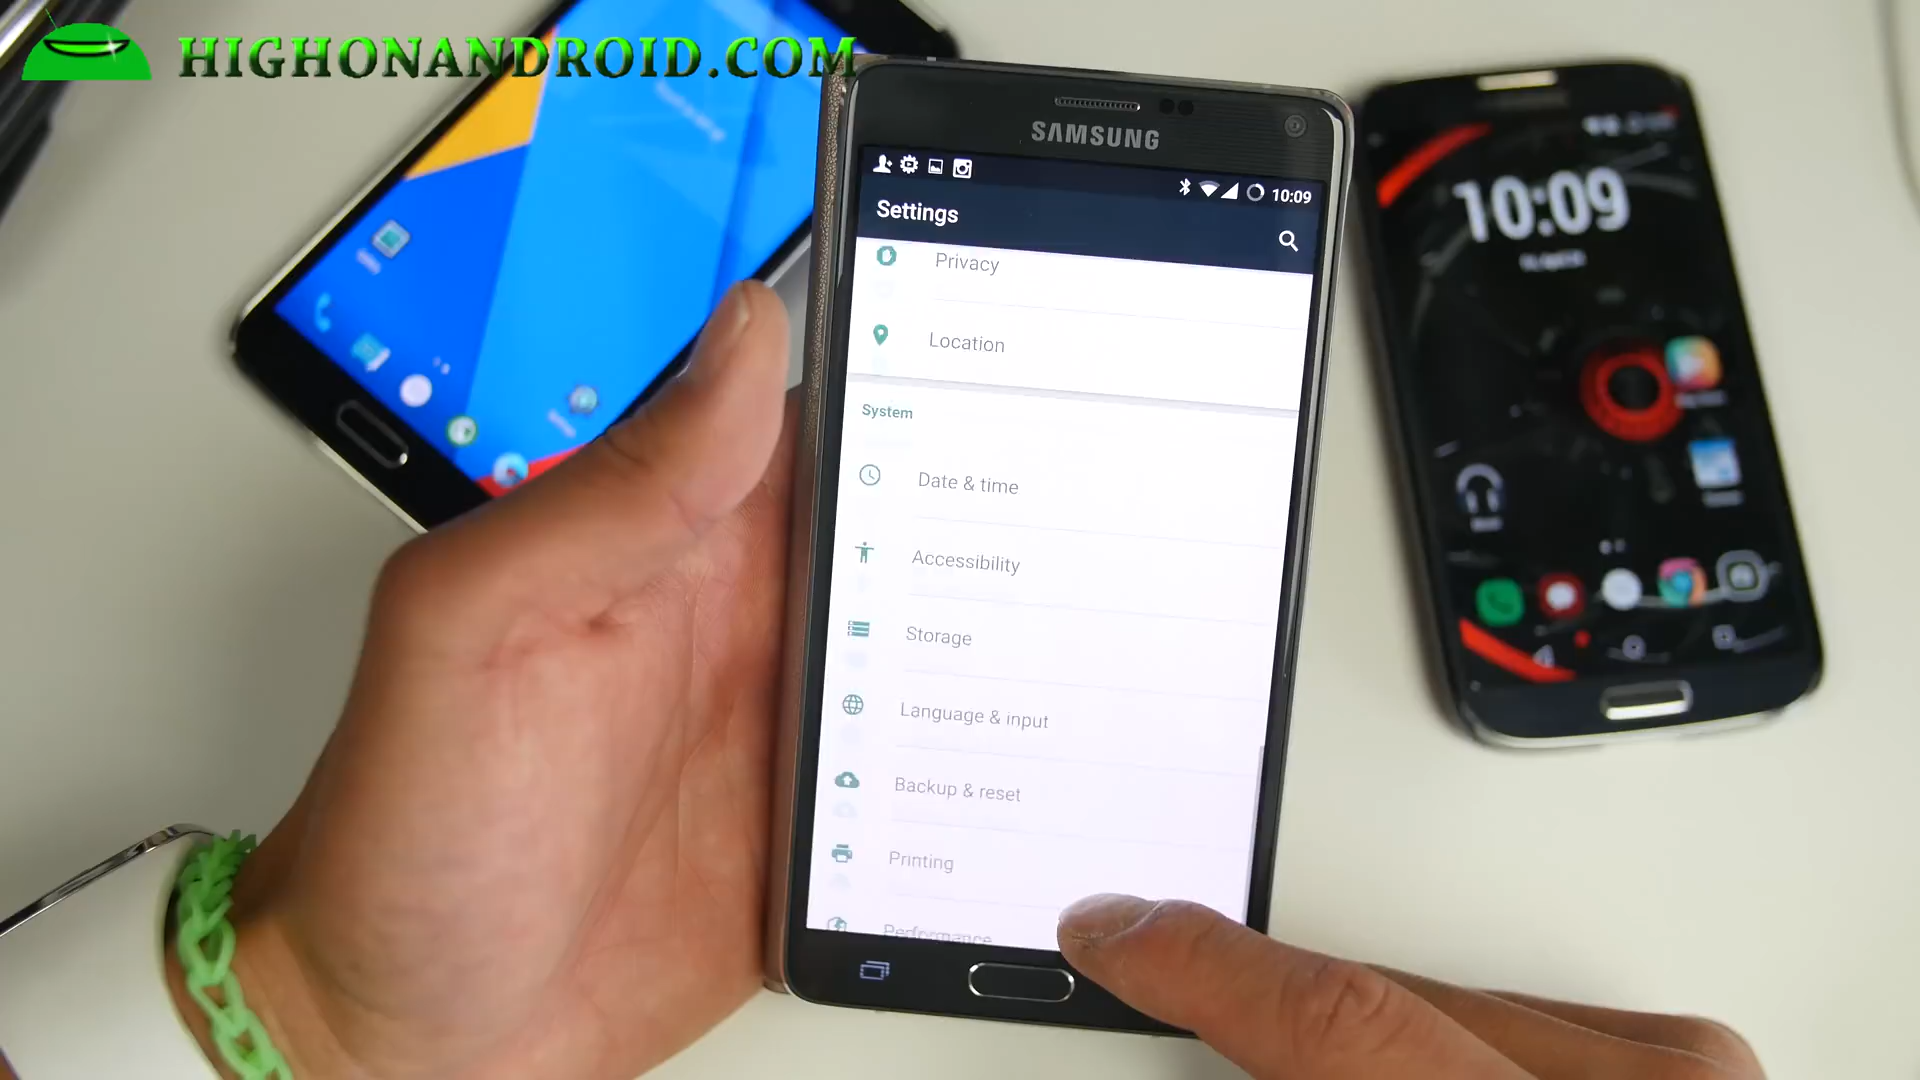 HIGHONANDROID.COM
SAMSUNG
10:09
Settings
Privacy
Location
System
Date & time
Accessibility
Storage
Language & input
Backup & reset
Printing
Performance
10:09